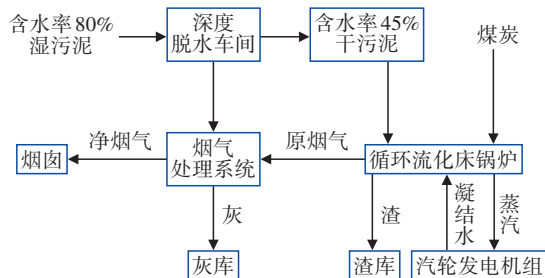 含水率80%
湿污泥
深度
脱水车间
含水率45%
干污泥
煤炭
烟囱
净烟气
烟气
处理系统
原烟气
循环流化床锅炉
灰
渣
凝结水
蒸汽
灰库
渣库
汽轮发电机组